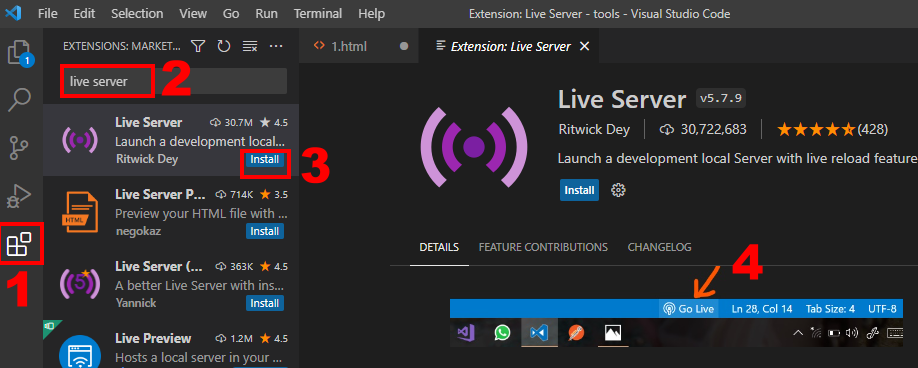 File Edit Selection View Go Run Terminal Help Extension: Live Server - tools - Visual Studio Code
EXTENSIONS: MARKET... ...
<> 1.html
Extension: Live Server
1
live server
2
Live Server 30.7M 4.5
Launch a development local...
Ritwick Dey Install
3
Live Server P... 714K 3.5
Preview your HTML file with ...
negokaz Install
HTML
Live Server (... 363K 4.5
A better Live Server with ins...
Yannick Install
5
Live Preview 1.2M 4.5
Hosts a local server in your ...
1
Live Server v5.7.9
Ritwick Dey 30,722,683 (428)
Launch a development local Server with live reload feature
Install
DETAILS FEATURE CONTRIBUTIONS CHANGELOG
4
Go Live Ln 28, Col 14 Tab Size: 4 UTF-8